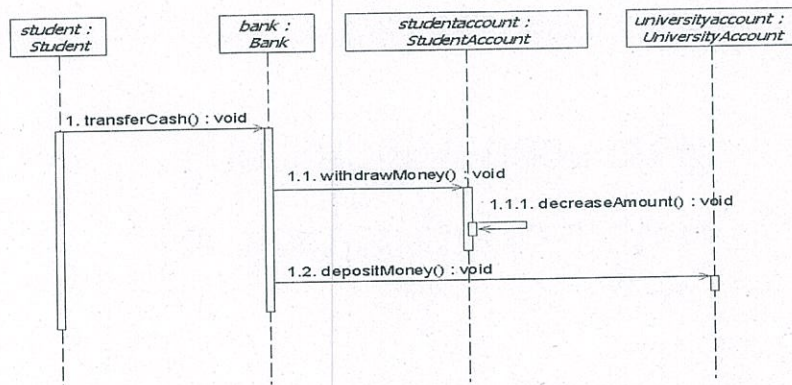 student :
Student
bank :
Bank
studentaccount :
StudentAccount
universityaccount :
UniversityAccount
1. transferCash() : void
1.1. withdrawMoney() : void
1.1.1. decreaseAmount() : void
1.2. depositMoney() : void